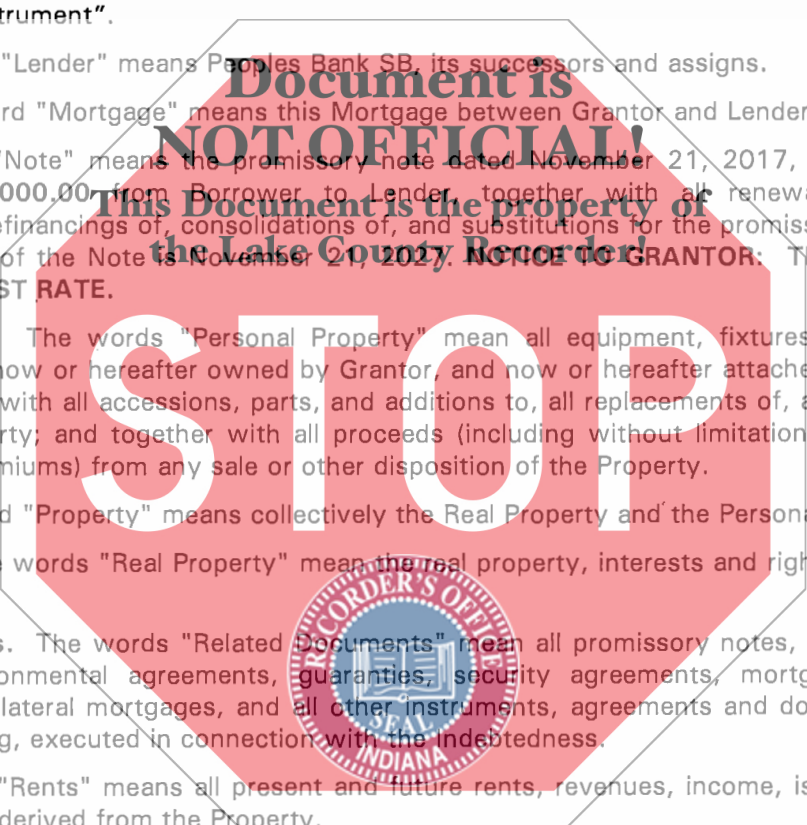 trument".
"Lender" means Peoples Bank SB, its successors and assigns.
Document is
rd "Mortgage" means this Mortgage between Grantor and Lender
NOT OFFICIAL!
"Note" means the promissory note dated November 21, 2017,
000.00 from Borrower to Lender, together with all renewa
This Document is the property of
efinancings of, consolidations of, and substitutions for the promiss
the Lake County Recorder!
of the Note is November 21, 2027. NOTICE TO GRANTOR: T
ST RATE.
The words "Personal Property" mean all equipment, fixtures
now or hereafter owned by Grantor, and now or hereafter attache
with all accessions, parts, and additions to, all replacements of, a
rty; and together with all proceeds (including without limitation
miums) from any sale or other disposition of the Property.
STOP
d "Property" means collectively the Real Property and the Persona
words "Real Property" mean the real property, interests and righ
RECORDER'S OFFICE
s. The words "Related Documents" mean all promissory notes,
onmental agreements, guaranties, security agreements, mortg
lateral mortgages, and all other instruments, agreements and do
SEAL
g, executed in connection with the Indebtedness.
INDIANA
"Rents" means all present and future rents, revenues, income, is
derived from the Property.